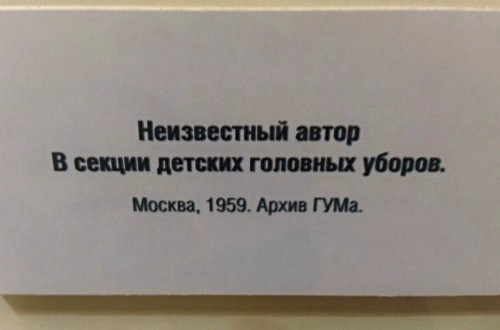 Неизвестный автор
В секции детских головных уборов.
Москва, 1959. Архив ГУМа.